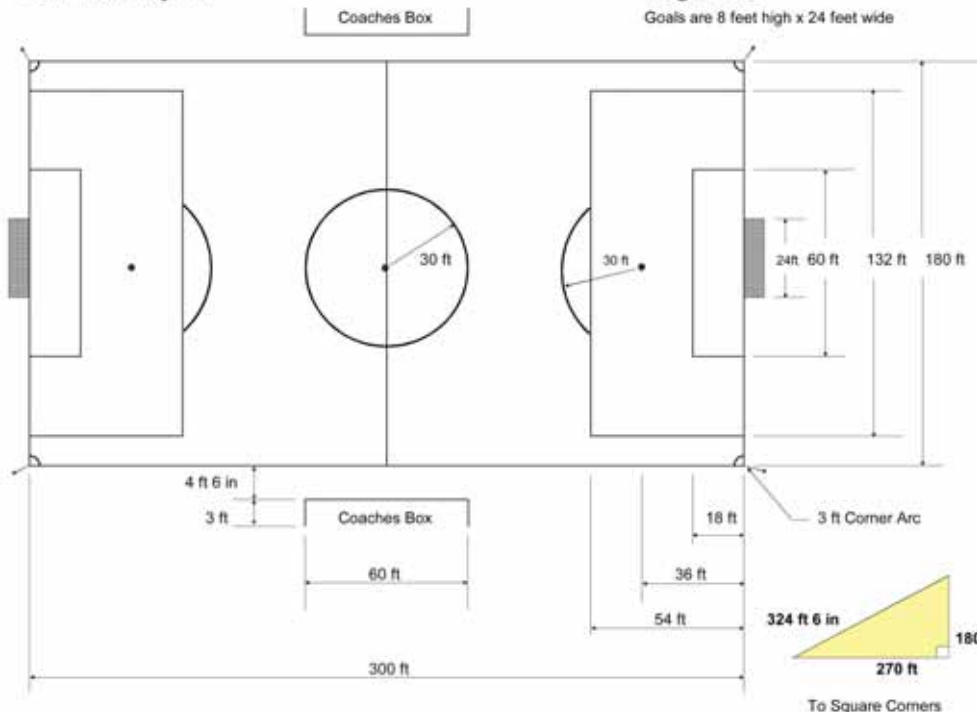 Coaches Box
Goals are 8 feet high x 24 feet wide
30 ft
30 ft
24ft
60 ft
132 ft
180 ft
4 ft 6 in
3 ft
Coaches Box
18 ft
3 ft Corner Arc
60 ft
36 ft
54 ft
324 ft 6 in
180
270 ft
300 ft
To Square Corners